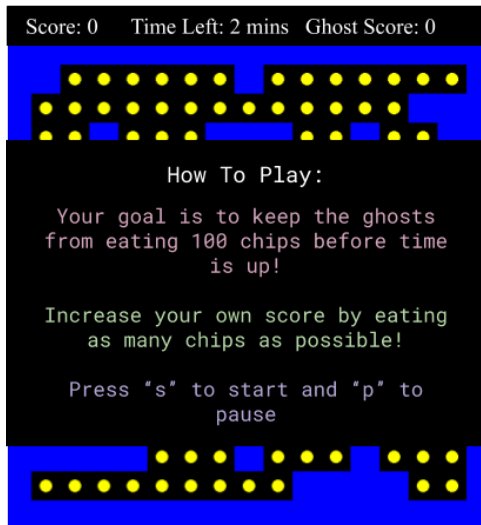 Score: 0 Time Left: 2 mins Ghost Score: 0
How To Play:
Your goal is to keep the ghosts
from eating 100 chips before time
is up!
Increase your own score by eating
as many chips as possible!
Press “s” to start and “p” to
pause